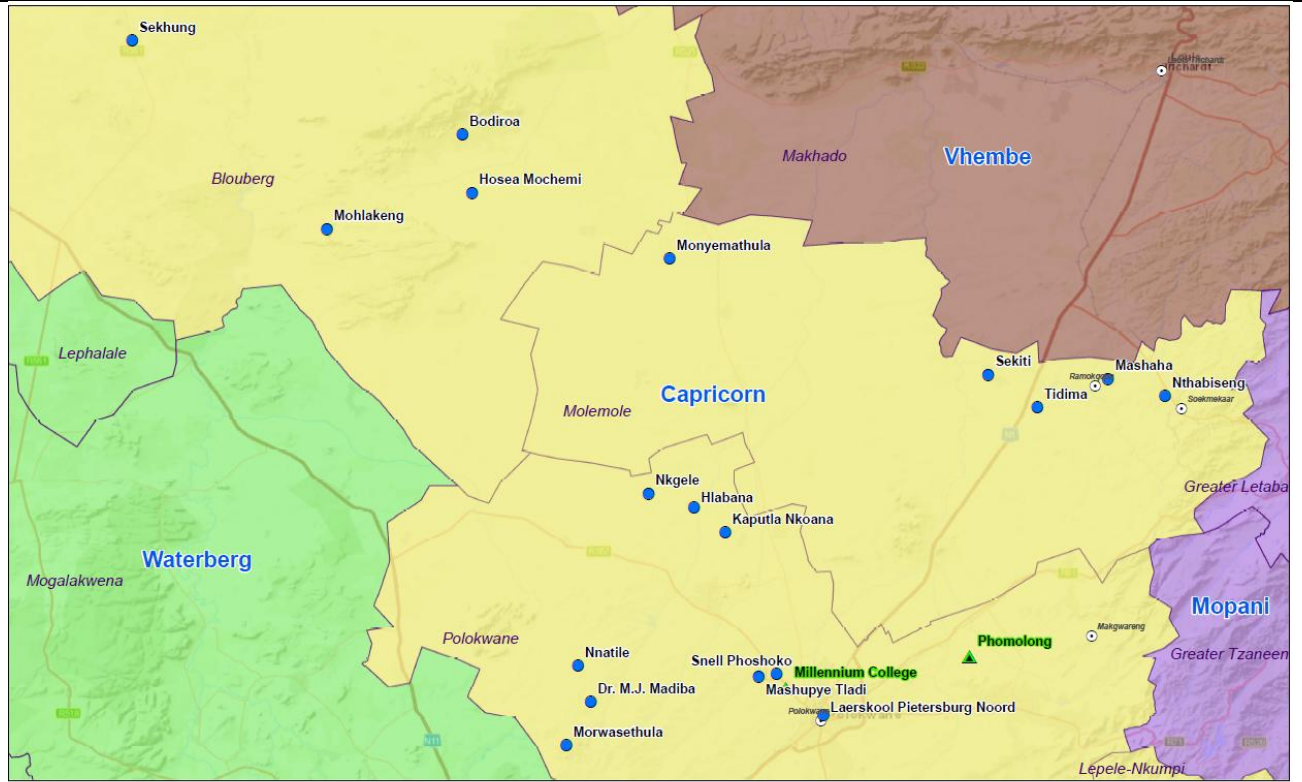 Sekhung
Bodiroa
Makhado
Vhembe
Blouberg
Hosea Mochemi
Mohlakeng
Monyemathula
Lephalale
Sekiti
Mashaha
Nthabiseng
Soekmekaar
Tidima
Capricorn
Molemole
Nkgele
Hlabana
Kaputla Nkoana
Greater Letaba
Waterberg
Mogalakwena
Mopani
Polokwane
Makgwareng
Phomolong
Greater Tzaneen
Nnatile
Snell Phoshoko
Millennium College
Dr. M.J. Madiba
Mashupye Tladi
Laerskool Pietersburg Noord
Morwasethula
N11
Lepele-Nkumpi